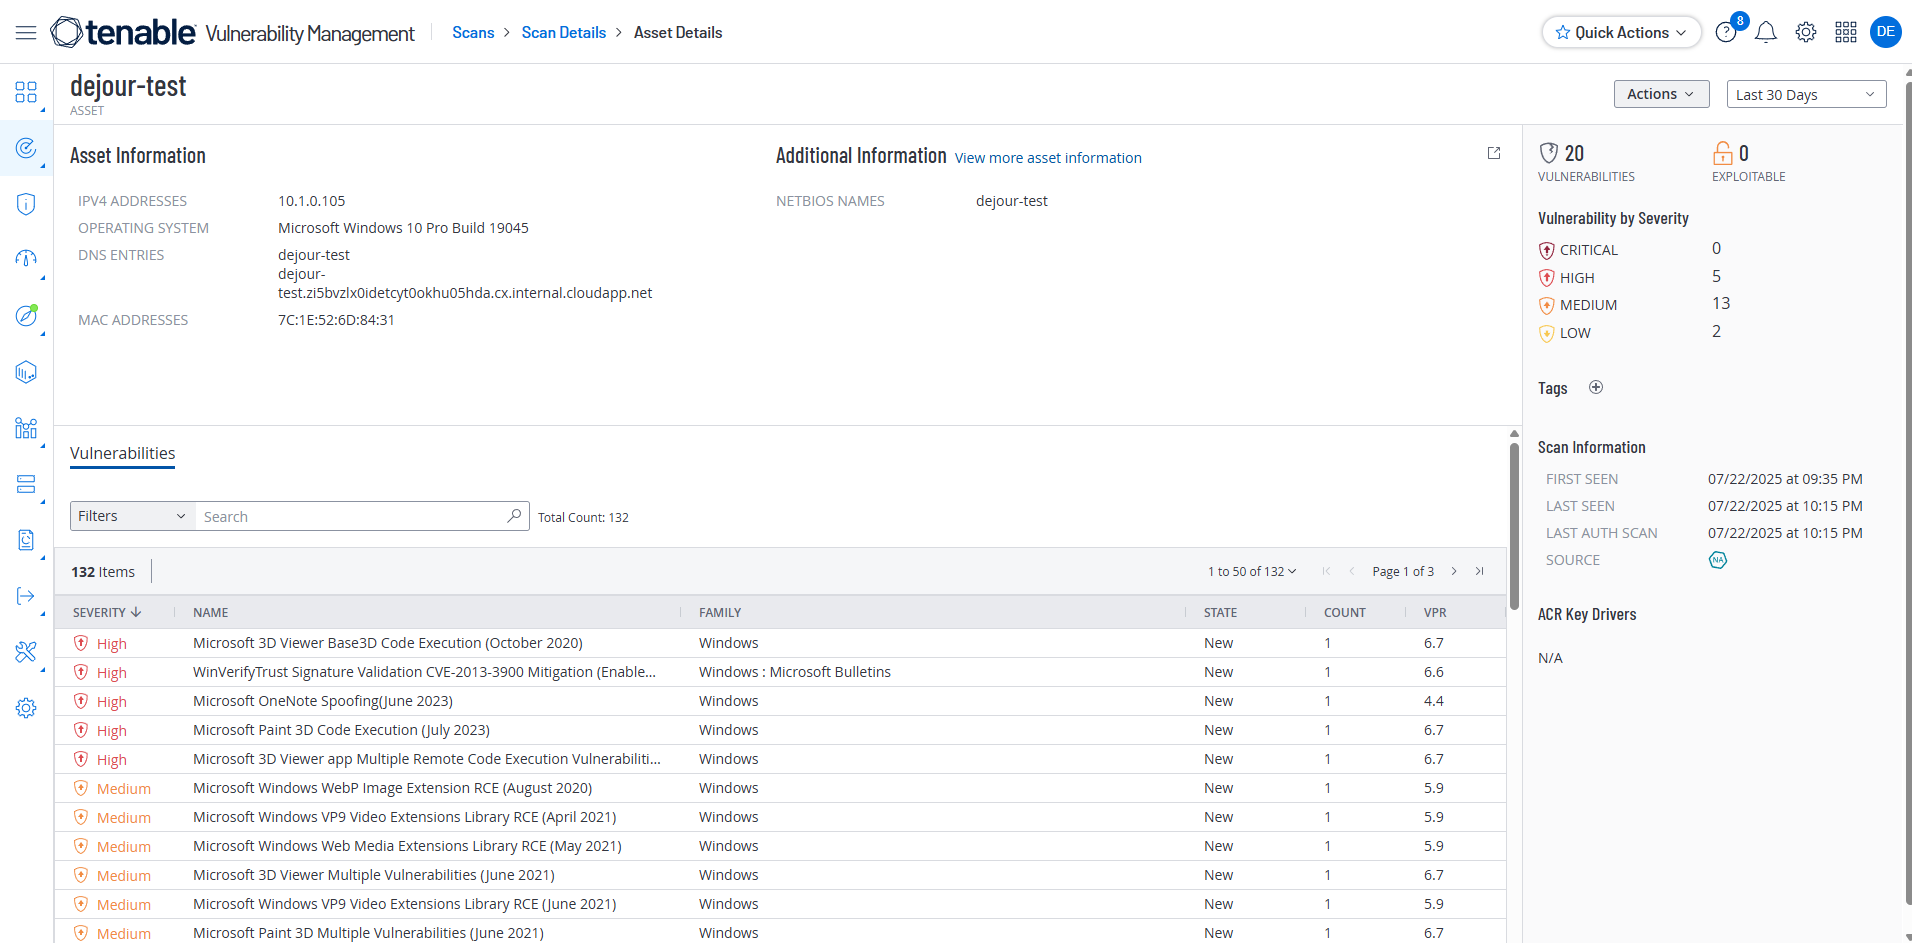 tenable Vulnerability Management
Scans > Scan Details > Asset Details
Quick Actions
8
DE
dejour-test
ASSET
Actions
Last 30 Days
Asset Information
IPV4 ADDRESSES 10.1.0.105
OPERATING SYSTEM Microsoft Windows 10 Pro Build 19045
DNS ENTRIES dejour-test
dejour-
test.zi5bvzlx0idetcyt0okhu05hda.cx.internal.cloudapp.net
MAC ADDRESSES 7C:1E:52:6D:84:31
Additional Information View more asset information
NETBIOS NAMES dejour-test
20
VULNERABILITIES
0
EXPLOITABLE
Vulnerability by Severity
CRITICAL 0
HIGH 5
MEDIUM 13
LOW 2
Tags
Scan Information
FIRST SEEN 07/22/2025 at 09:35 PM
LAST SEEN 07/22/2025 at 10:15 PM
LAST AUTH SCAN 07/22/2025 at 10:15 PM
SOURCE NA
ACR Key Drivers
N/A
Vulnerabilities
Filters Search Total Count: 132
132 Items 1 to 50 of 132 Page 1 of 3
SEVERITY NAME FAMILY STATE COUNT VPR
High Microsoft 3D Viewer Base3D Code Execution (October 2020) Windows New 1 6.7
High WinVerifyTrust Signature Validation CVE-2013-3900 Mitigation (Enable... Windows : Microsoft Bulletins New 1 6.6
High Microsoft OneNote Spoofing(June 2023) Windows New 1 4.4
High Microsoft Paint 3D Code Execution (July 2023) Windows New 1 6.7
High Microsoft 3D Viewer app Multiple Remote Code Execution Vulnerabiliti... Windows New 1 6.7
Medium Microsoft Windows WebP Image Extension RCE (August 2020) Windows New 1 5.9
Medium Microsoft Windows VP9 Video Extensions Library RCE (April 2021) Windows New 1 5.9
Medium Microsoft Windows Web Media Extensions Library RCE (May 2021) Windows New 1 5.9
Medium Microsoft 3D Viewer Multiple Vulnerabilities (June 2021) Windows New 1 6.7
Medium Microsoft Windows VP9 Video Extensions Library RCE (June 2021) Windows New 1 5.9
Medium Microsoft Paint 3D Multiple Vulnerabilities (June 2021) Windows New 1 6.7